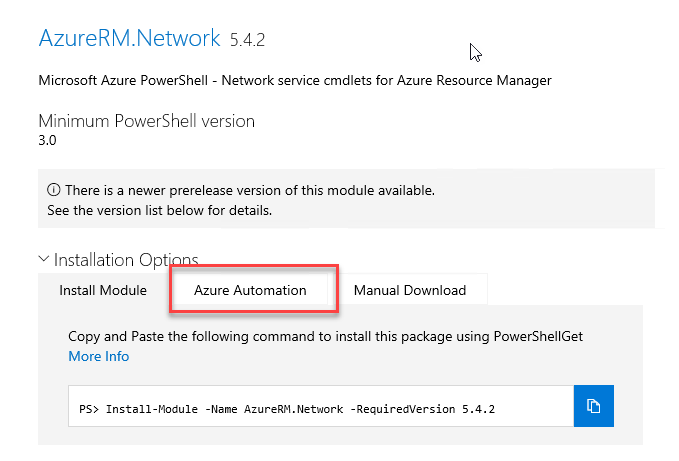 AzureRM.Network 5.4.2
Microsoft Azure PowerShell - Network service cmdlets for Azure Resource Manager
Minimum PowerShell version
3.0
There is a newer prerelease version of this module available.
See the version list below for details.
Installation Options
Install Module Azure Automation Manual Download
Copy and Paste the following command to install this package using PowerShellGet
More Info
PS> Install-Module -Name AzureRM.Network -RequiredVersion 5.4.2